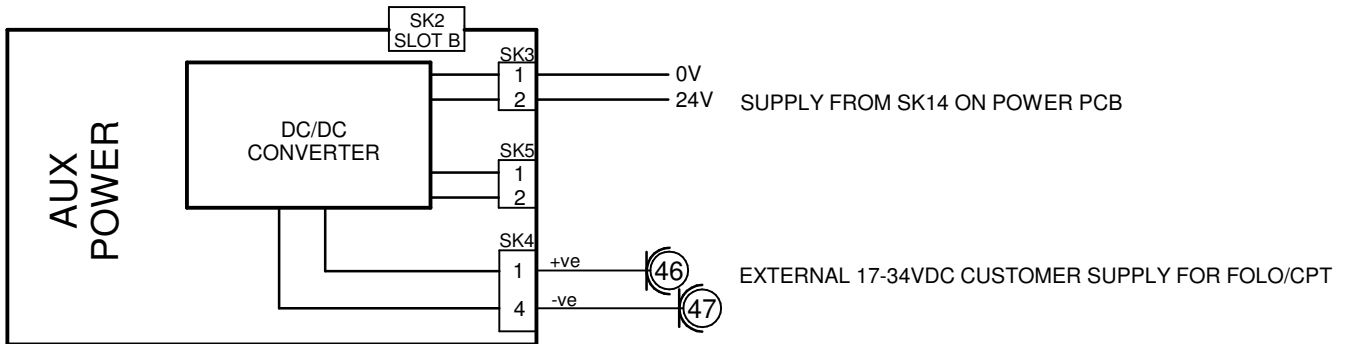 SK2
SLOT B
SK3
1
0V
2
24V
SUPPLY FROM SK14 ON POWER PCB
DC/DC
CONVERTER
AUX
POWER
SK5
1
2
SK4
1
+ve
46
EXTERNAL 17-34VDC CUSTOMER SUPPLY FOR FOLO/CPT
4
-ve
47